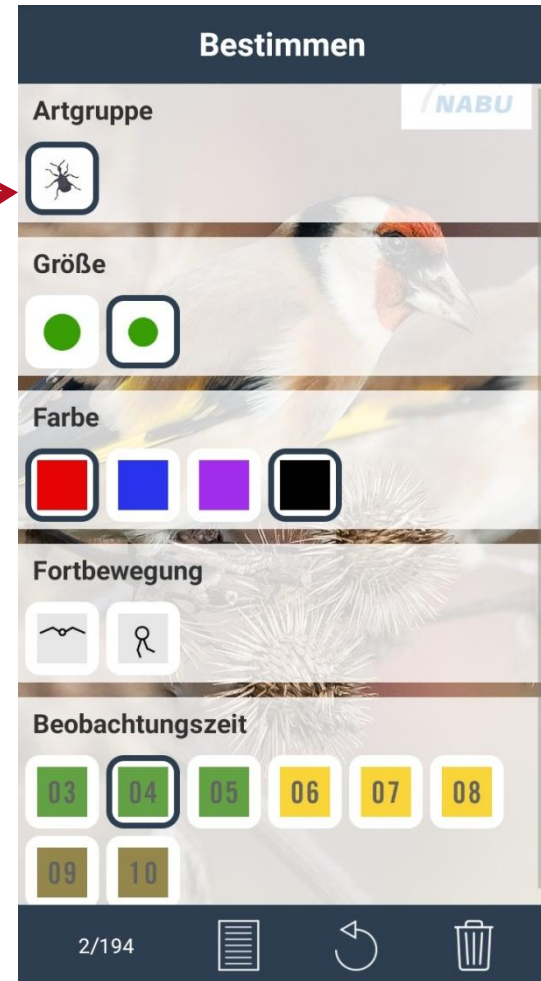 Bestimmen
NABU
Artgruppe
Größe
Farbe
Fortbewegung
Beobachtungszeit
03 04 05 06 07 08
09 10
2/194